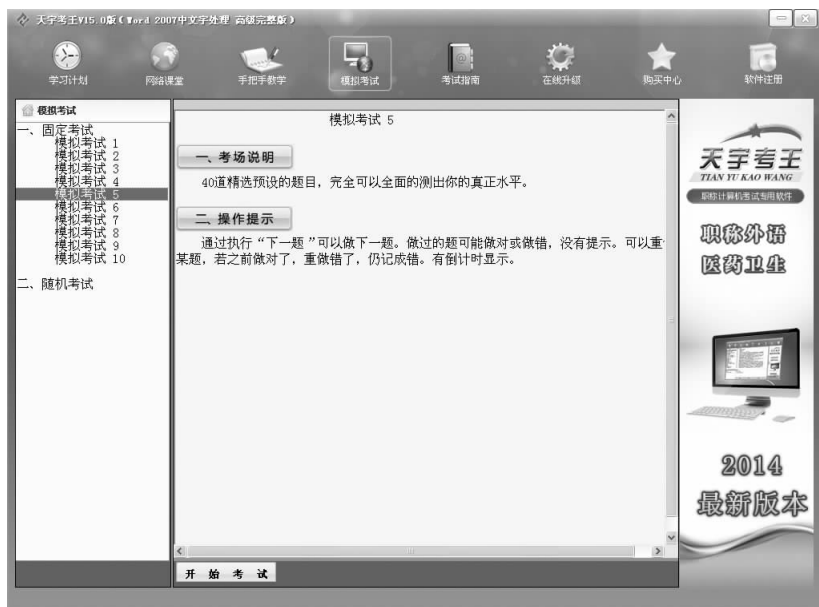 天宇考王V15.0版(Word 2007中文字处理 高级完整版)
学习计划
网络课堂
手把手教学
模拟考试
考试指南
在线升级
购买中心
软件注册
模拟考试
一、固定考试
模拟考试 1
模拟考试 2
模拟考试 3
模拟考试 4
模拟考试 5
模拟考试 6
模拟考试 7
模拟考试 8
模拟考试 9
模拟考试 10
二、随机考试
模拟考试 5
一、考场说明
40道精选预设的题目，完全可以全面的测出你的真正水平。
二、操作提示
通过执行“下一题”可以做下一题。做过的题可能做对或做错，没有提示。可以重
某题，若之前做对了，重做错了，仍记成错。有倒计时显示。
开 始 考 试
天宇考王
TIAN YU KAO WANG
职称计算机考试专用软件
职称外语
医药卫生
2014
最新版本